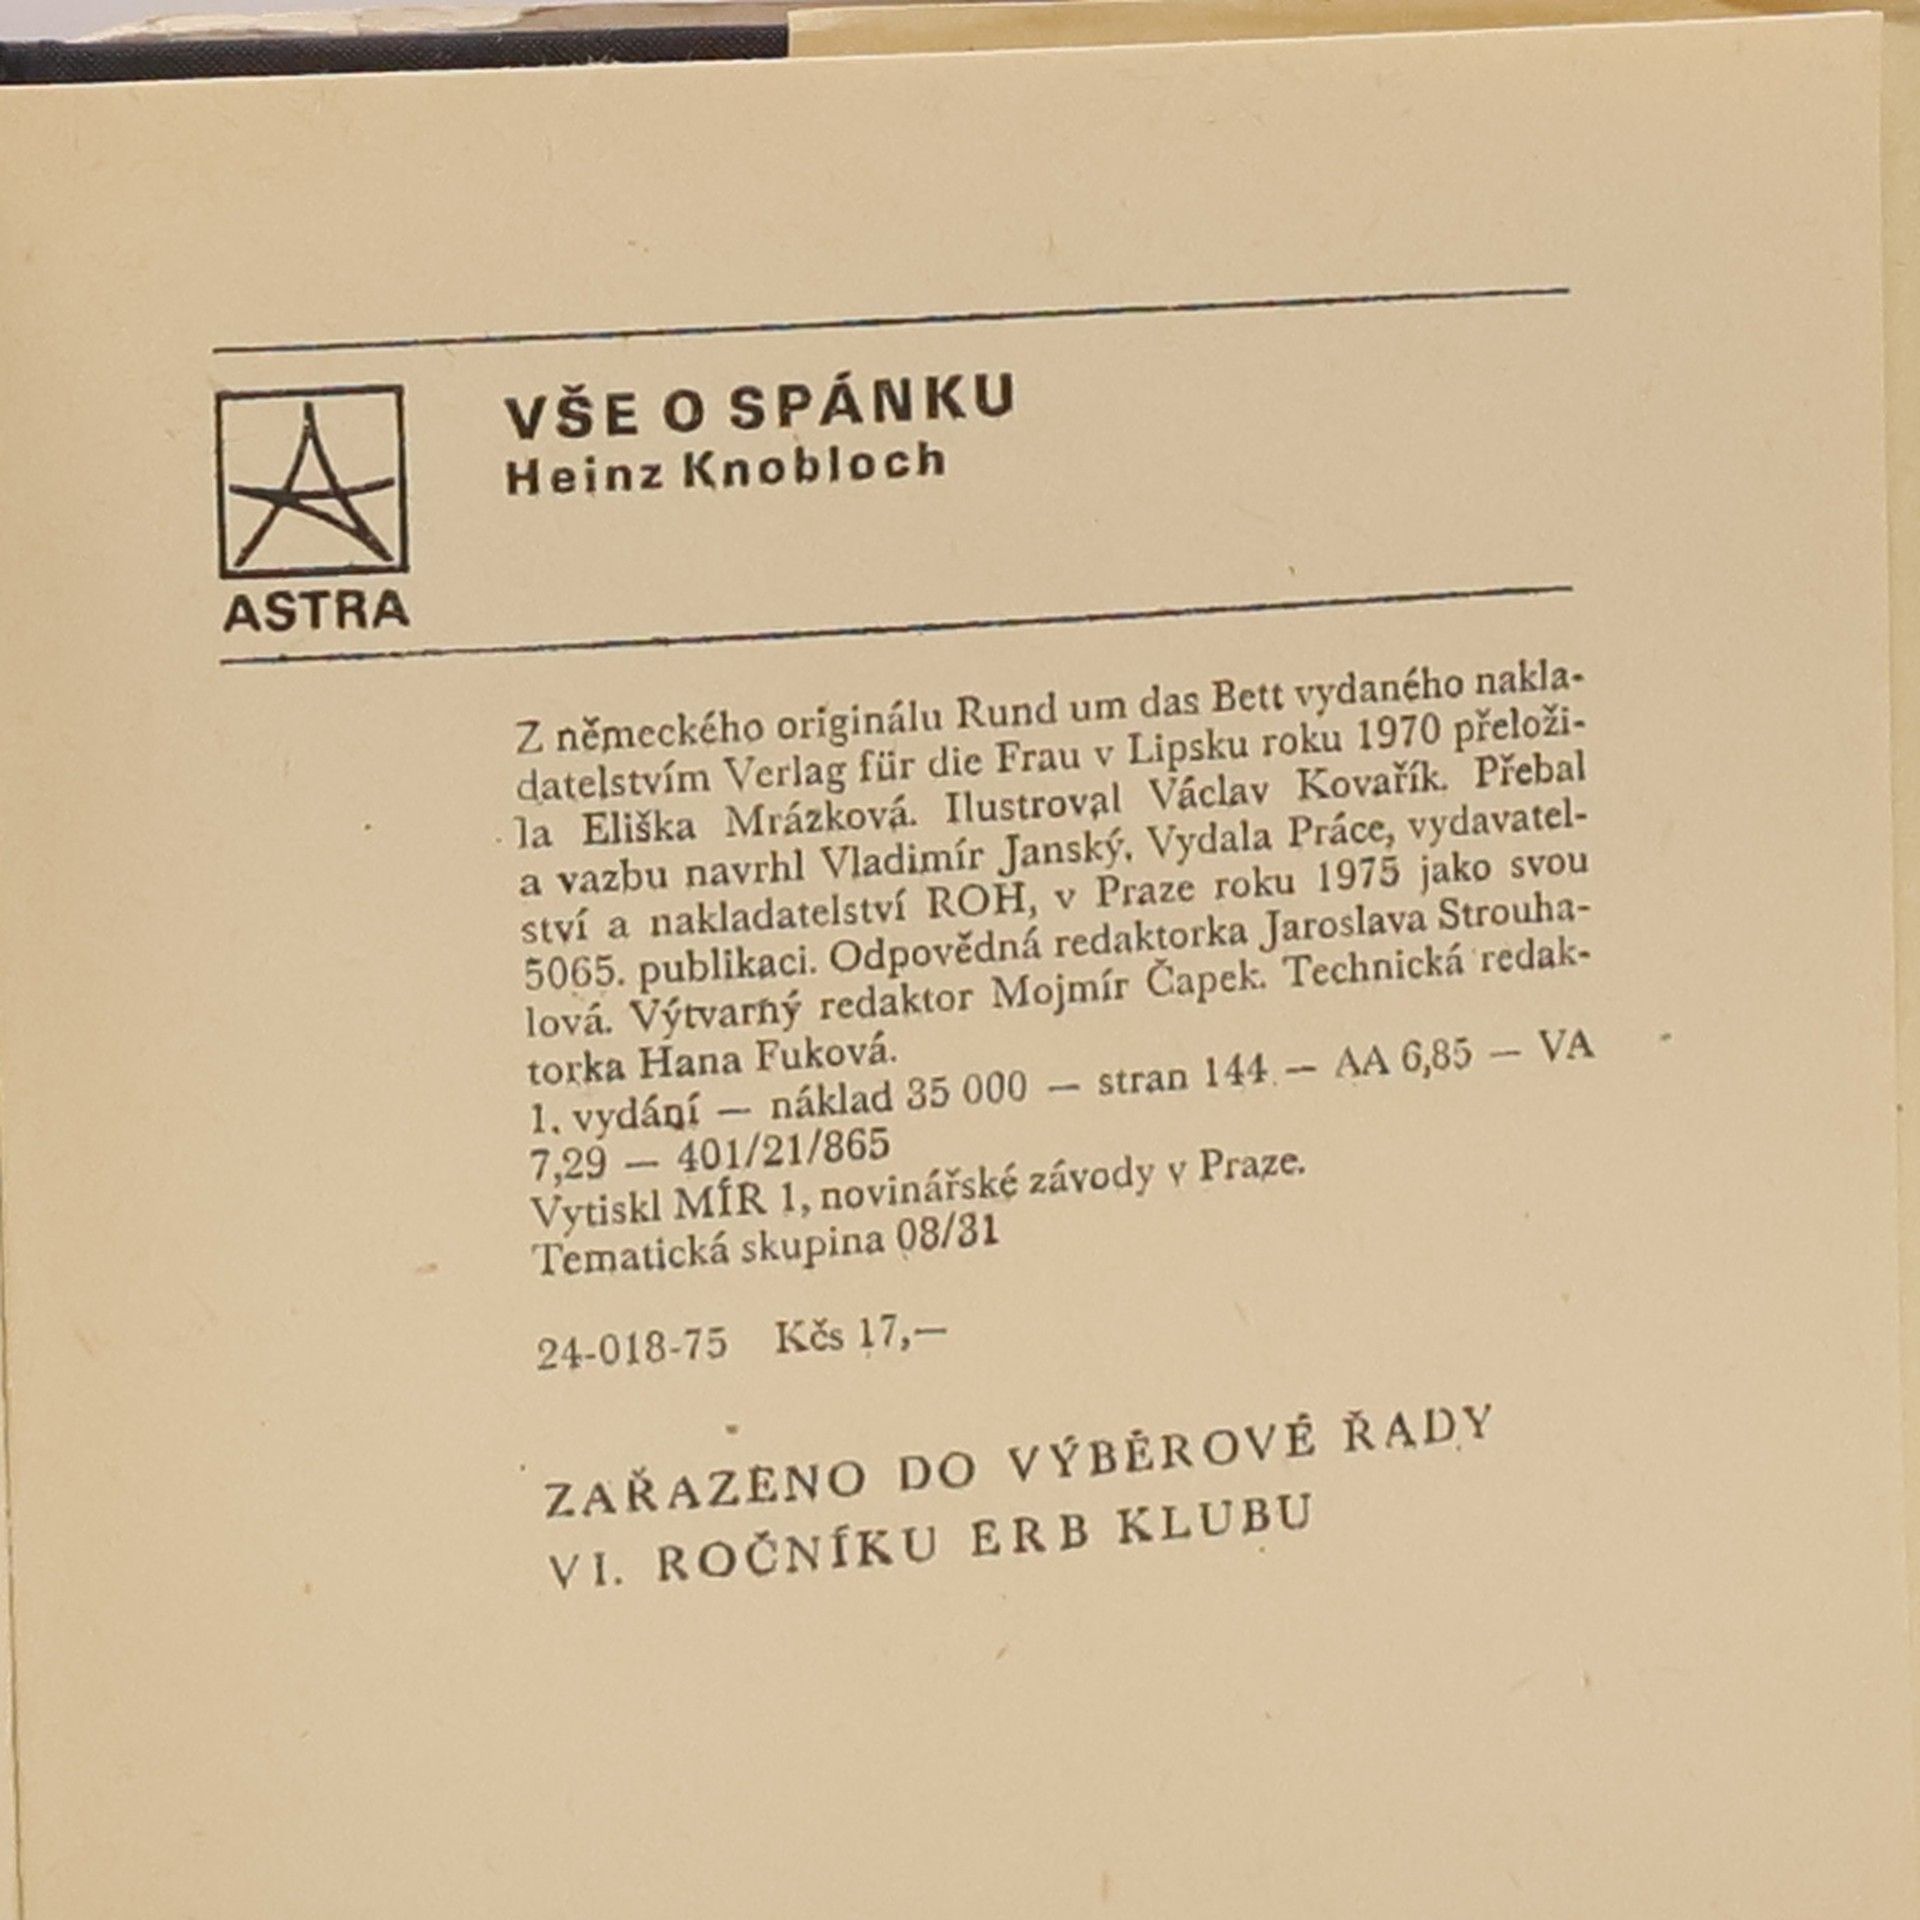 VŠE O SPÁNKU
Heinz Knobloch
ASTRA
Z německého originálu Rund um das Bett vydaného nakla-
datelstvím Verlag für die Frau v Lipsku roku 1970 přeloži-
la Eliška Mrázková. Ilustroval Václav Kovařík. Přebal
a vazbu navrhl Vladimír Janský. Vydala Práce, vydavatel-
ství a nakladatelství ROH, v Praze roku 1975 jako svou
5065. publikaci. Odpovědná redaktorka Jaroslava Strouha-
lová. Výtvarný redaktor Mojmír Čapek. Technická redak-
torka Hana Fuková.
1. vydání — náklad 35 000 — stran 144 — AA 6,85 — VA
7,29 — 401/21/865
Vytiskl MÍR 1, novinářské závody v Praze.
Tematická skupina 08/31
24-018-75 Kčs 17,—
ZAŘAZENO DO VÝBĚROVÉ ŘADY
VI. ROČNÍKU ERB KLUBU